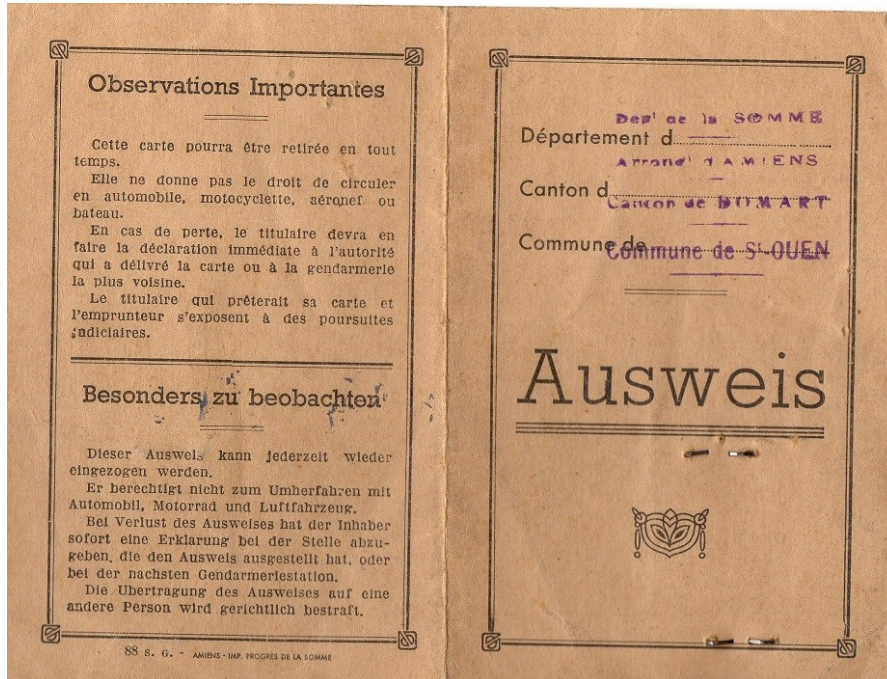 Observations Importantes
Cette carte pourra être retirée en tout
temps.
Elle ne donne pas le droit de circuler
en automobile, motocyclette, aéronef ou
bateau.
En cas de perte, le titulaire devra en
faire la déclaration immédiate à l'autorité
qui a délivré la carte ou à la gendarmerie
la plus voisine.
Le titulaire qui prêterait sa carte et
l'emprunteur s'exposent à des poursuites
judiciaires.
Besonders zu beobachten
Dieser Ausweis kann jederzeit wieder
eingezogen werden.
Er berechtigt nicht zum Umherfahren mit
Automobil, Motorrad und Luftfahrzeug.
Bei Verlust des Ausweises hat der Inhaber
sofort eine Erklarung bei der Stelle abzu-
geben, die den Ausweis ausgestellt hat, oder
bei der nachsten Gendarmeriestation.
Die Ubertragung des Ausweises auf eine
andere Person wird gerichtlich bestraft.
88 S. G. - AMIENS - IMP. PROGRÈS DE LA SOMME
Dept de la SOMME
Département d
Arrondt d'AMIENS
Canton d
Canton de DOMART
Commune de
Commune de St OUEN
Ausweis